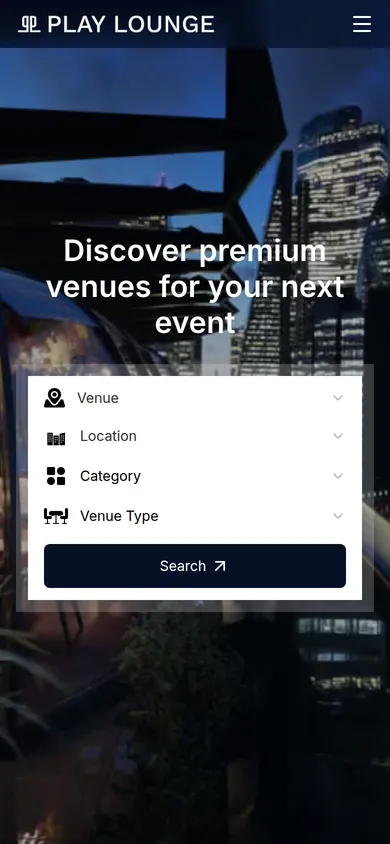 PLAY LOUNGE
Discover premium
venues for your next
event
Venue
Location
Category
Venue Type
Search